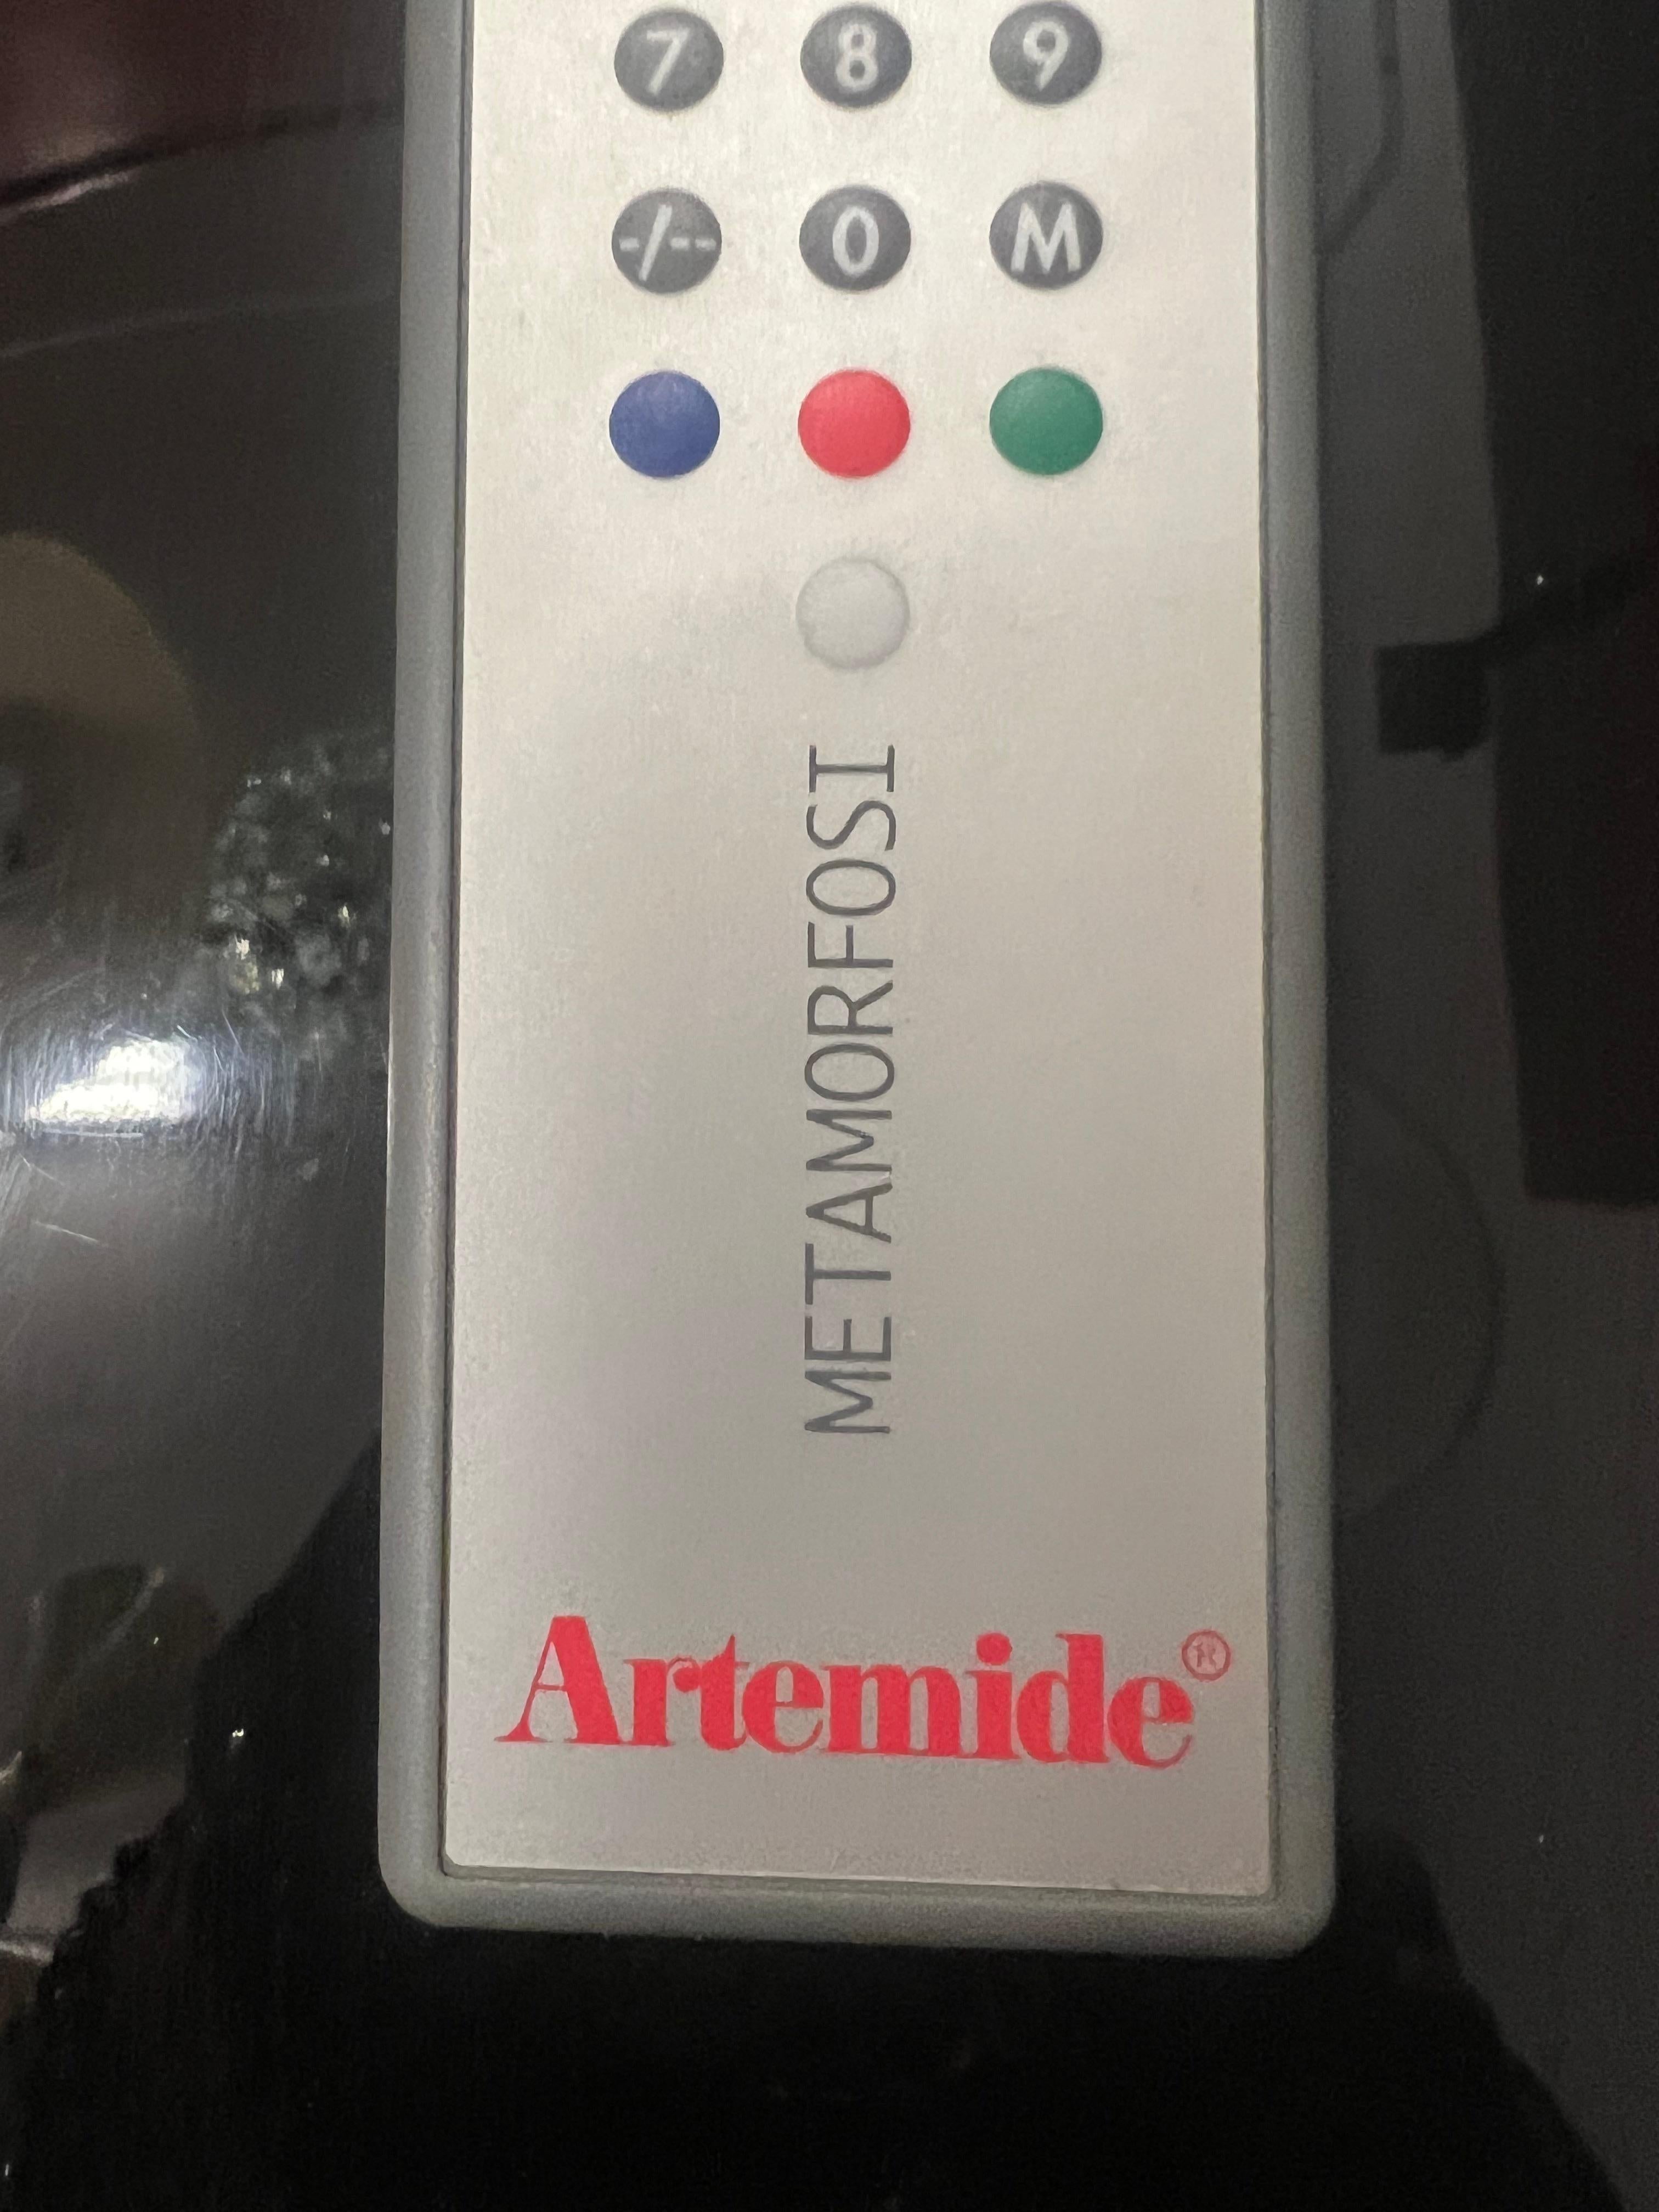 7 8 9
-/-- 0 M
METAMORFOSI
Artemide®